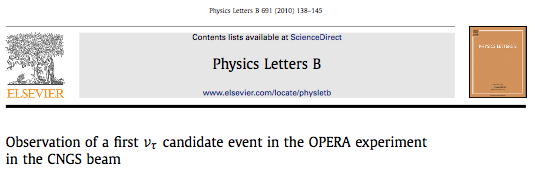 Physics Letters B 691 (2010) 138–145
Contents lists available at ScienceDirect
Physics Letters B
www.elsevier.com/locate/physletb
ELSEVIER
PHYSICS LETTERS B
Observation of a first ντ candidate event in the OPERA experiment
in the CNGS beam